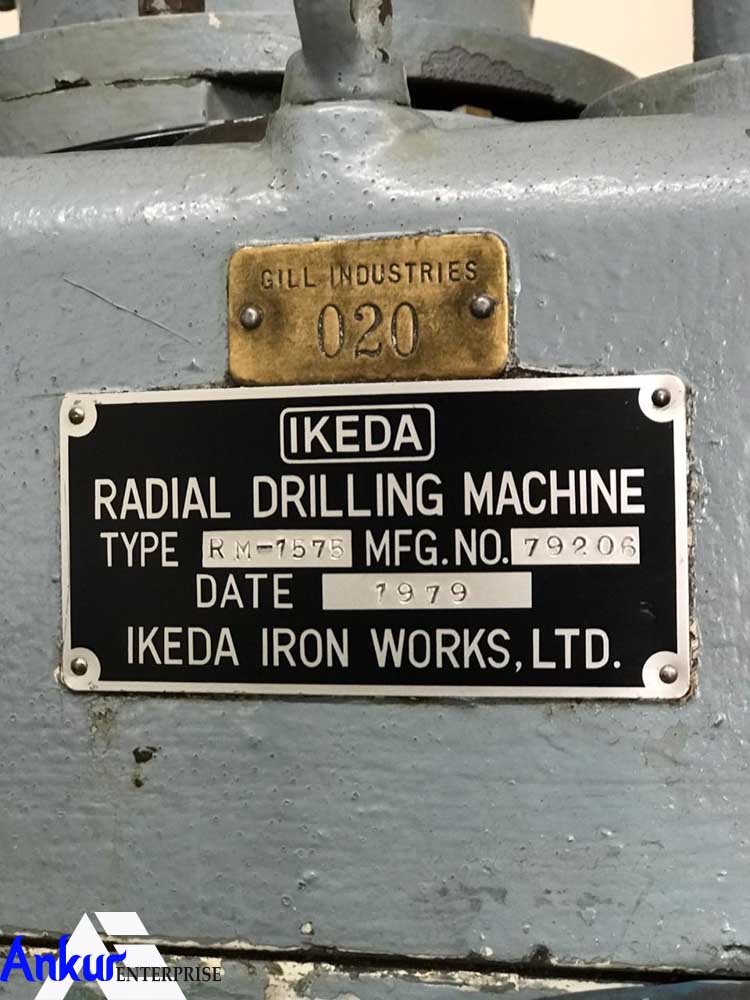 GILL INDUSTRIES
020
IKEDA
RADIAL DRILLING MACHINE
TYPE RM-1575 MFG.NO. 79206
DATE 1979
IKEDA IRON WORKS, LTD.
Ankur ENTERPRISE